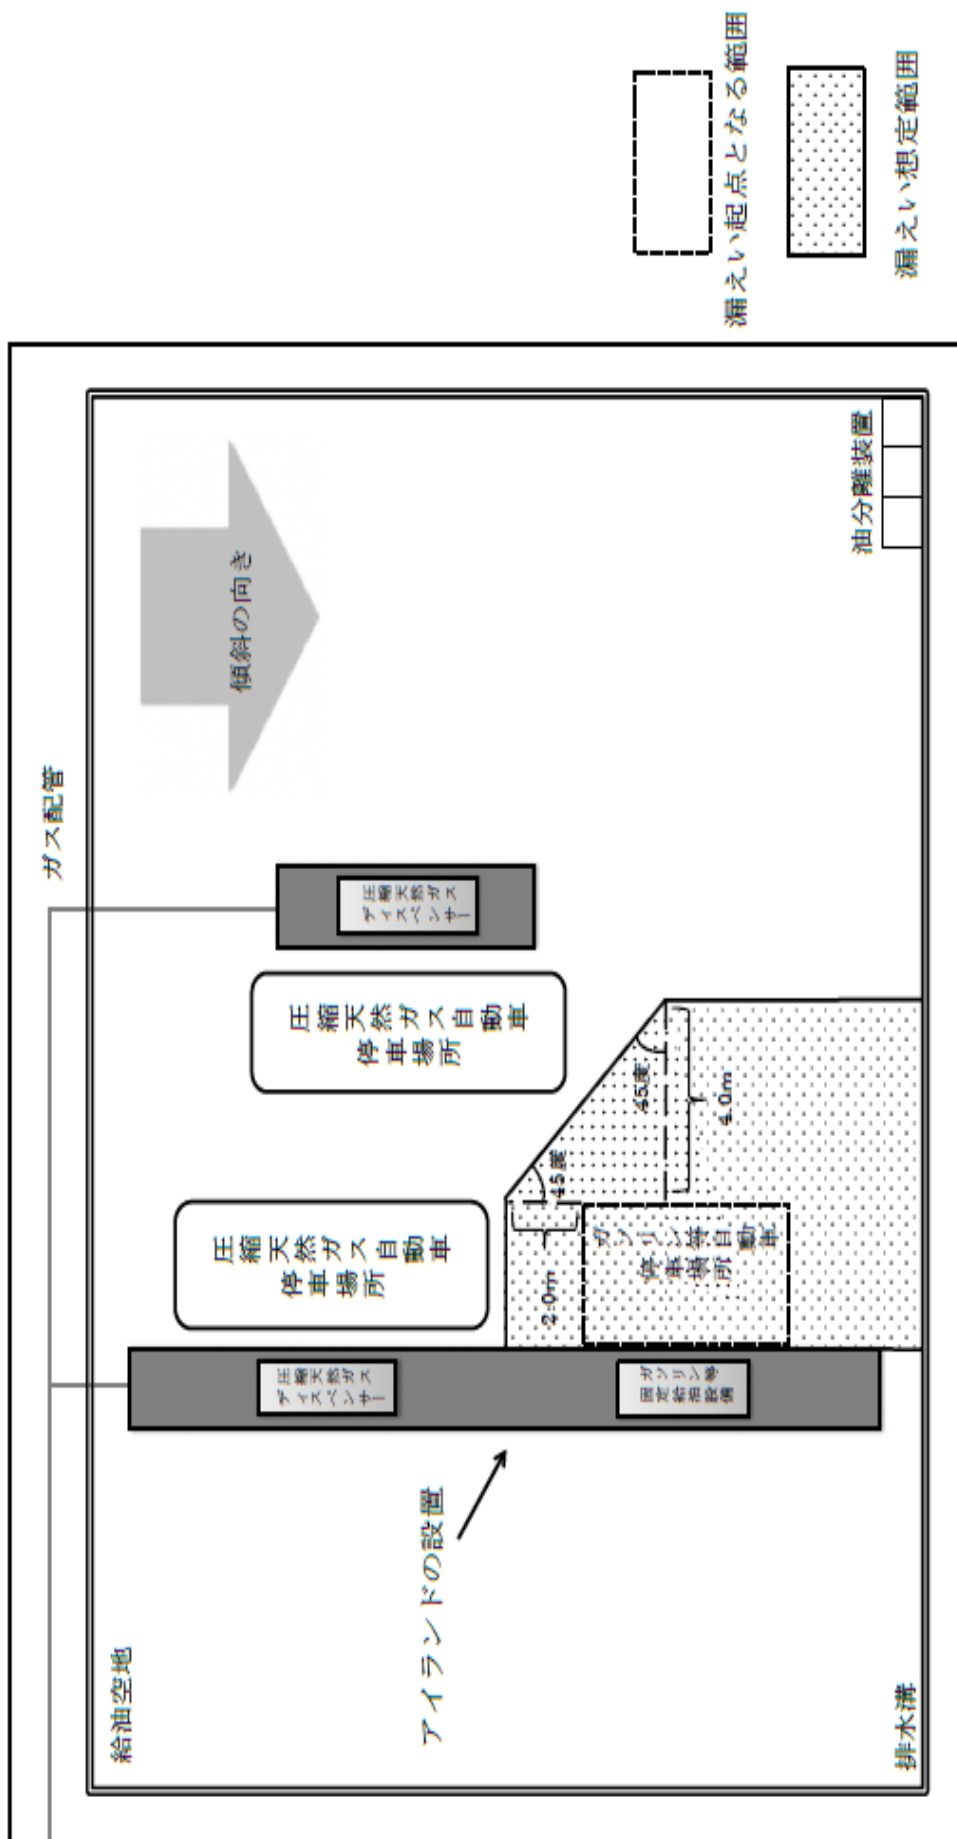 ガス配管
給油空地
傾斜の向き
圧縮天然ガス
ディスペンサー
圧縮天然ガス自動車
停車場所
圧縮天然ガス自動車
停車場所
圧縮天然ガス
ディスペンサー
アイランドの設置
2.0m
45度
45度
ガソリン等
固定給油設備
ガソリン等自動車
停車場所
4.0m
油分離装置
排水溝
漏えい起点となる範囲
漏えい想定範囲